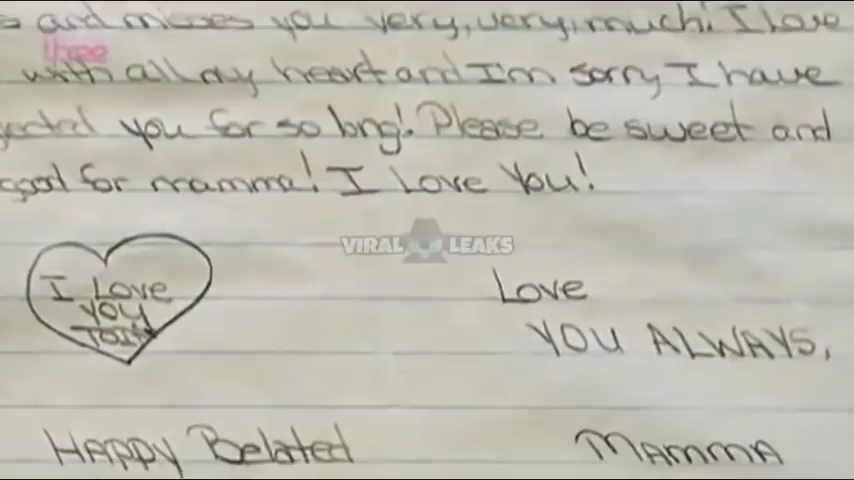 and misses you very, very, much! I love
three
with all my heart and I'm sorry I have
you for so long! Please be sweet and
good for mamma! I Love You!
VIRAL LEAKS
I Love
YOU
Love
YOU ALWAYS,
HAPPY Belated
MAMMA